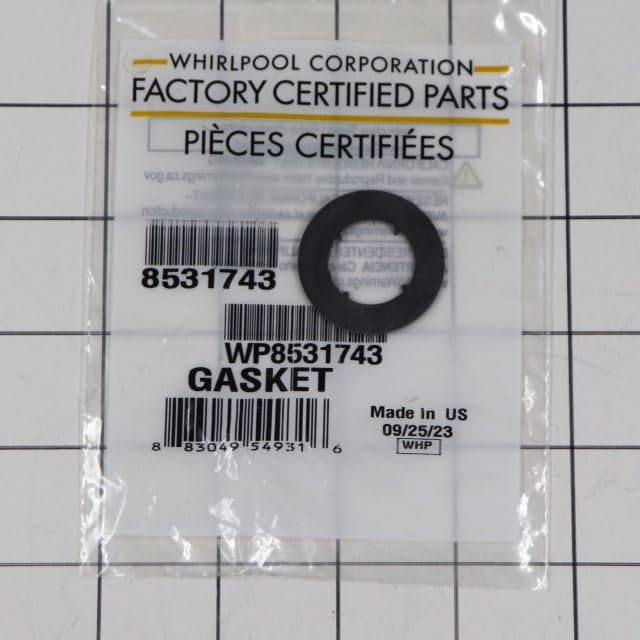 WHIRLPOOL CORPORATION
FACTORY CERTIFIED PARTS
PIÈCES CERTIFIÉES
8531743
WP8531743
GASKET
8 83049 54931 6
Made in US
09/25/23
WHP